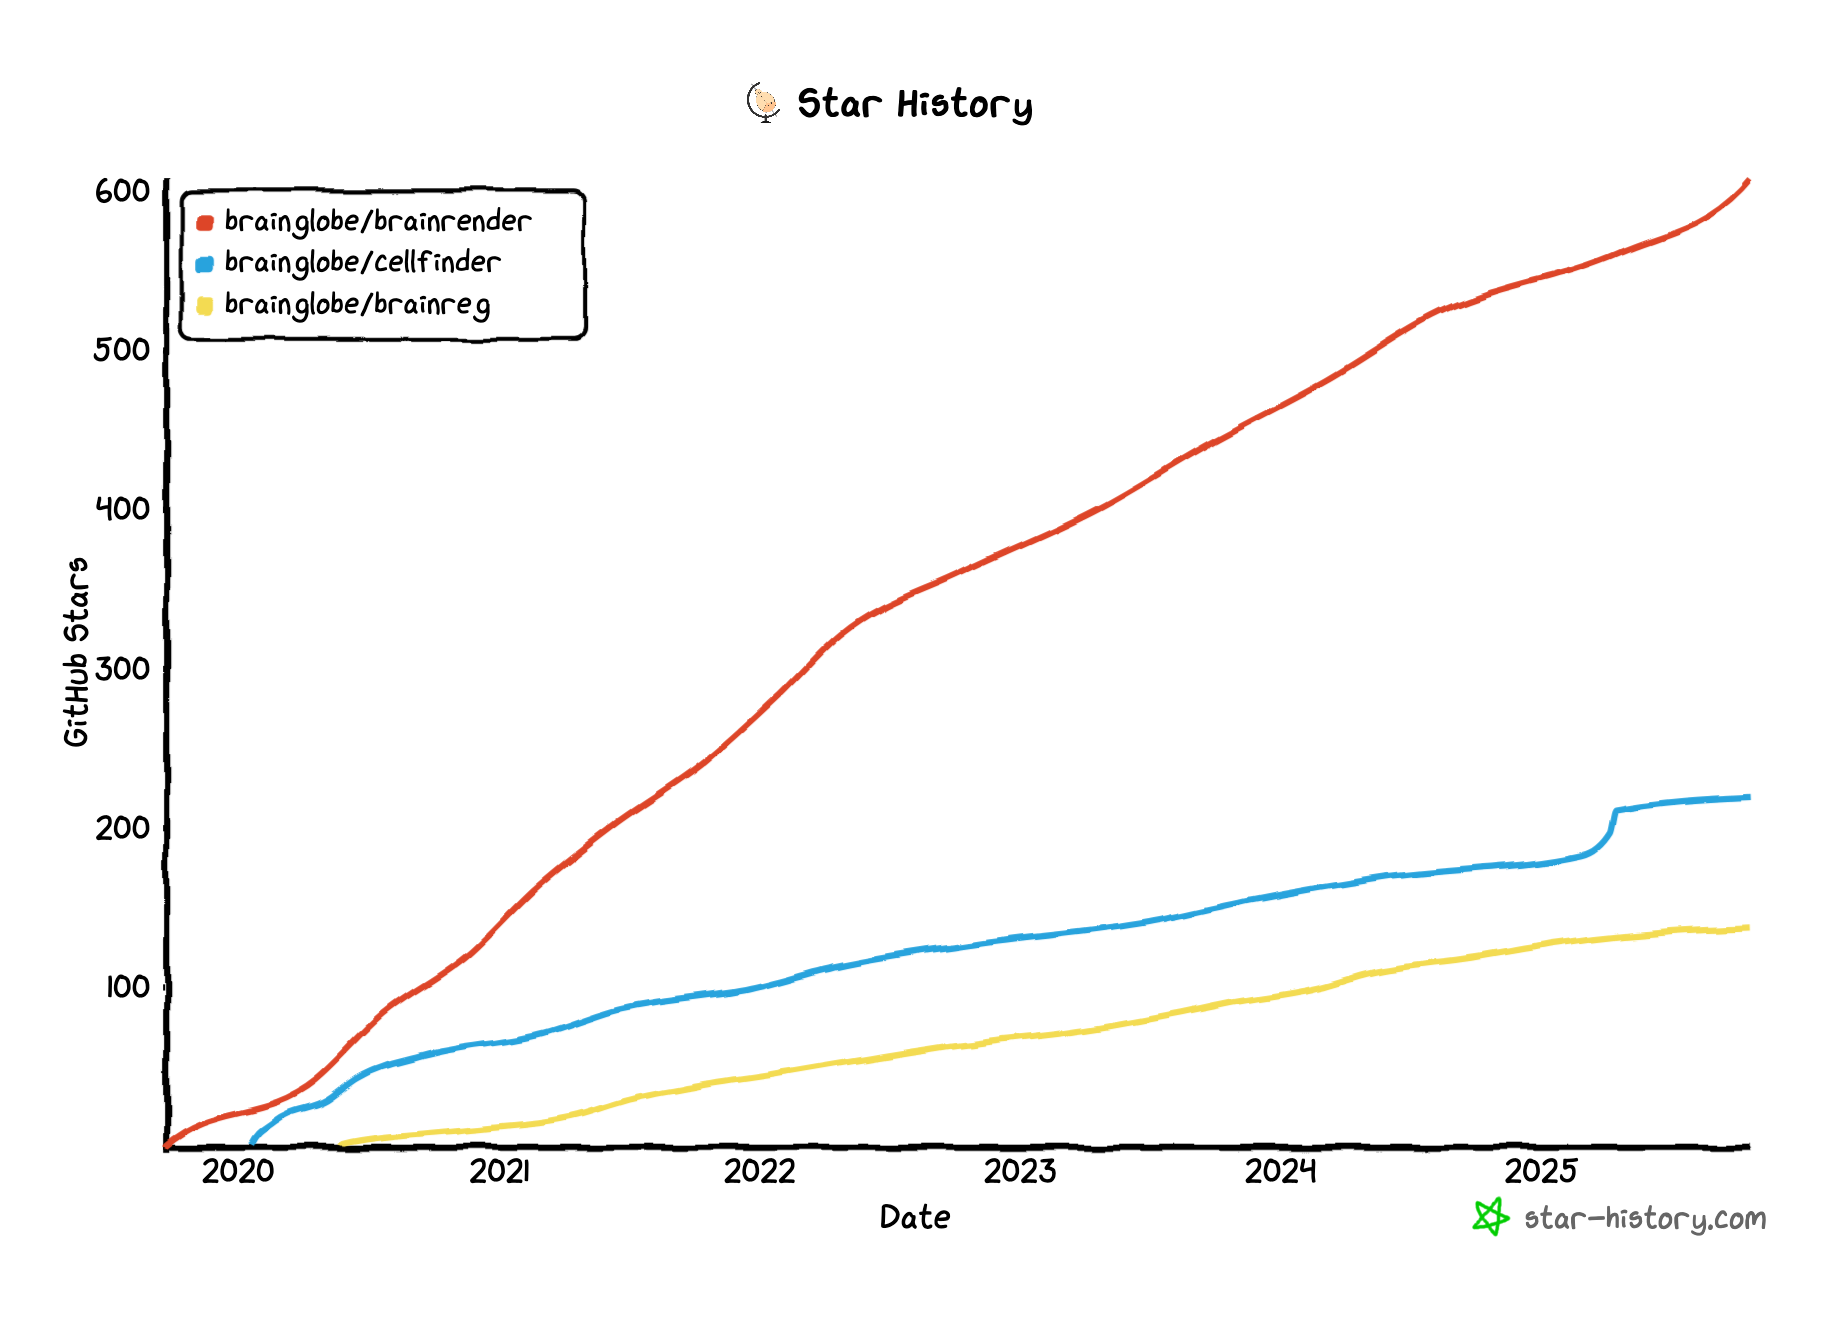 Star History
600
500
400
300
200
100
GitHub Stars
brainglobe/brainrender
brainglobe/cellfinder
brainglobe/brainreg
2020 2021 2022 2023 2024 2025
Date
star-history.com